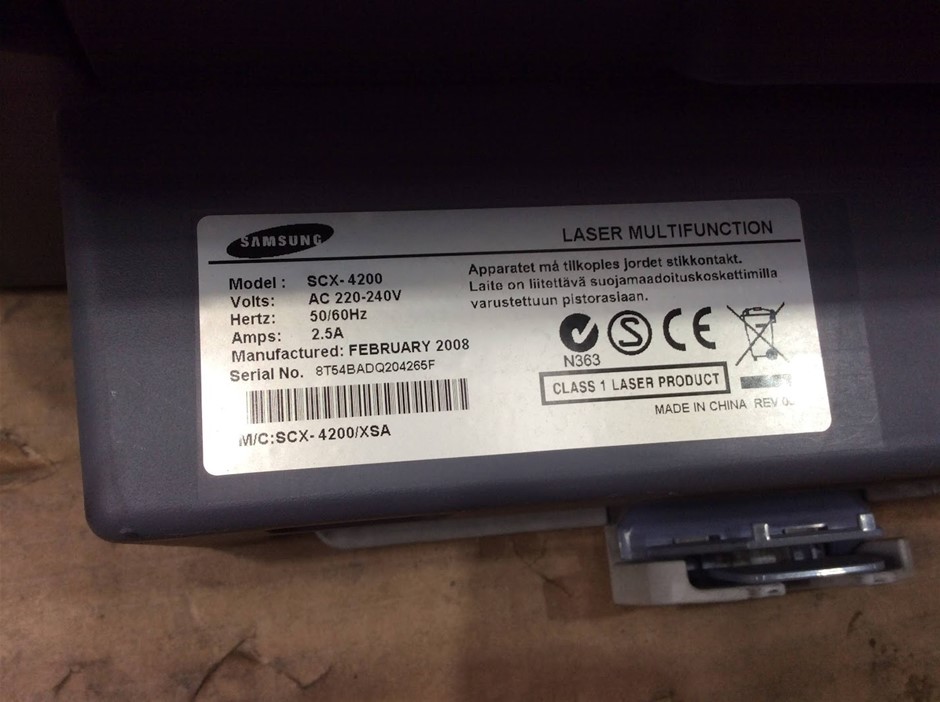 SAMSUNG
LASER MULTIFUNCTION
Model : SCX-4200
Volts: AC 220-240V
Hertz: 50/60Hz
Amps: 2.5A
Manufactured: FEBRUARY 2008
Serial No. 8T54BADQ204265F
M/C:SCX-4200/XSA
Apparatet må tilkoples jordet stikkontakt.
Laite on liitettävä suojamaadoituskoskettimilla
varustettuun pistorasiaan.
S CE
N363
CLASS 1 LASER PRODUCT
MADE IN CHINA REV